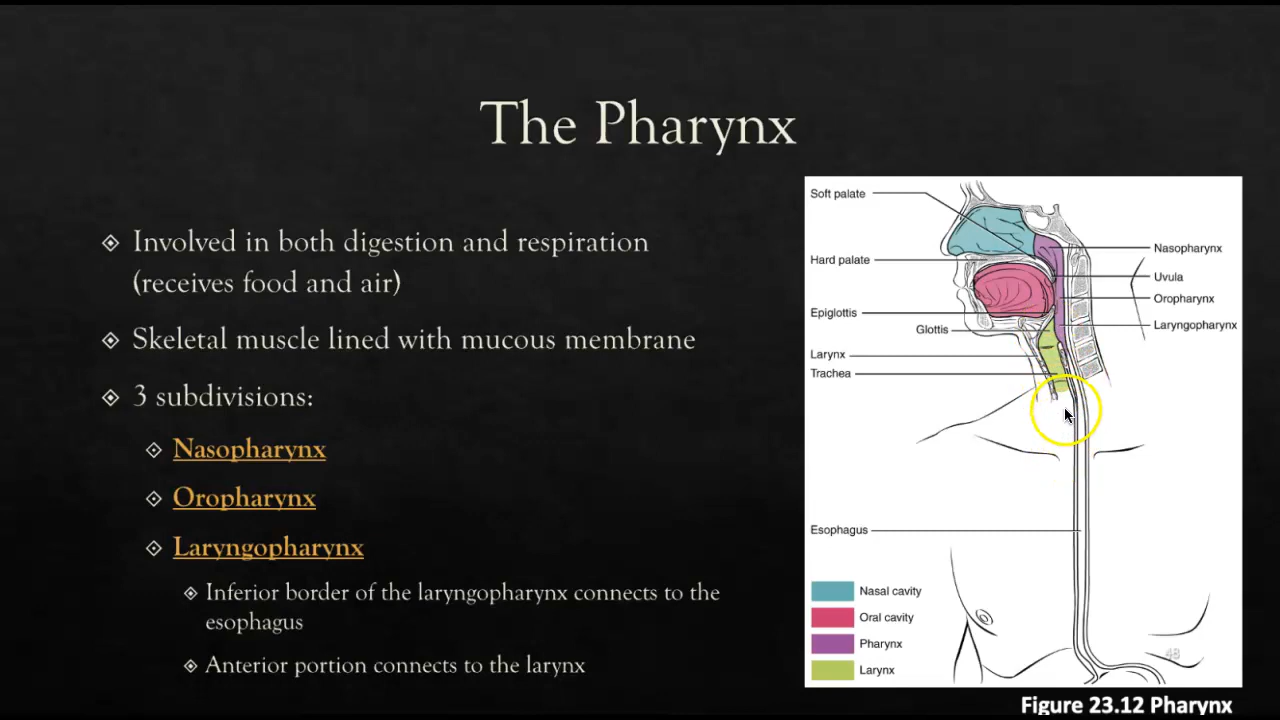 The Pharynx
Involved in both digestion and respiration
(receives food and air)
Skeletal muscle lined with mucous membrane
3 subdivisions:
Nasopharynx
Oropharynx
Laryngopharynx
Inferior border of the laryngopharynx connects to the
esophagus
Anterior portion connects to the larynx
Soft palate
Hard palate
Epiglottis
Glottis
Larynx
Trachea
Esophagus
Nasopharynx
Uvula
Oropharynx
Laryngopharynx
Nasal cavity
Oral cavity
Pharynx
Larynx
48
Figure 23.12 Pharynx